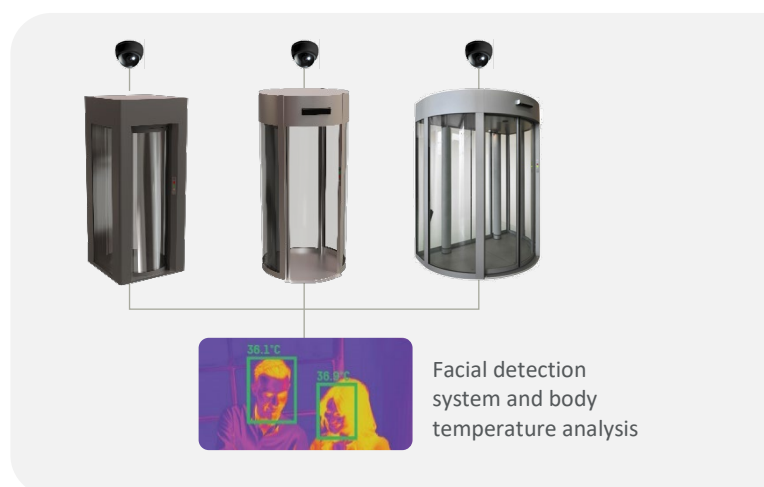 36.1°C
Facial detection
system and body
temperature analysis